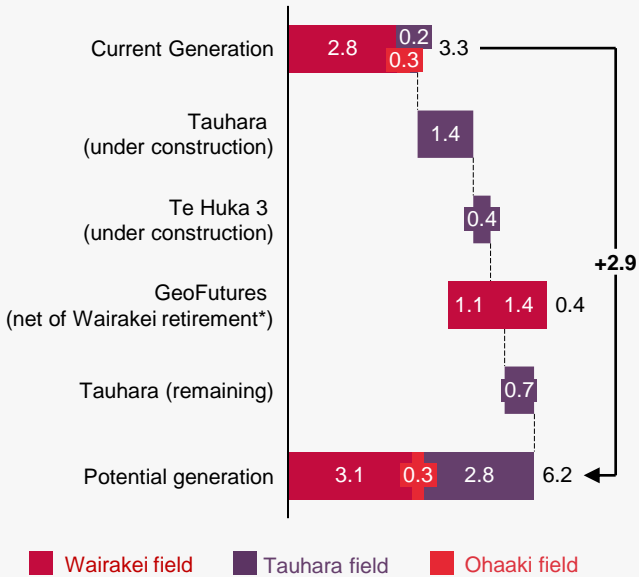 Current Generation
2.8
0.2
0.3
3.3
Tauhara
(under construction)
1.4
Te Huka 3
(under construction)
0.4
+2.9
GeoFutures
(net of Wairakei retirement*)
1.1 1.4 0.4
Tauhara (remaining)
0.7
Potential generation
3.1 0.3 2.8 6.2
Wairakei field Tauhara field Ohaaki field